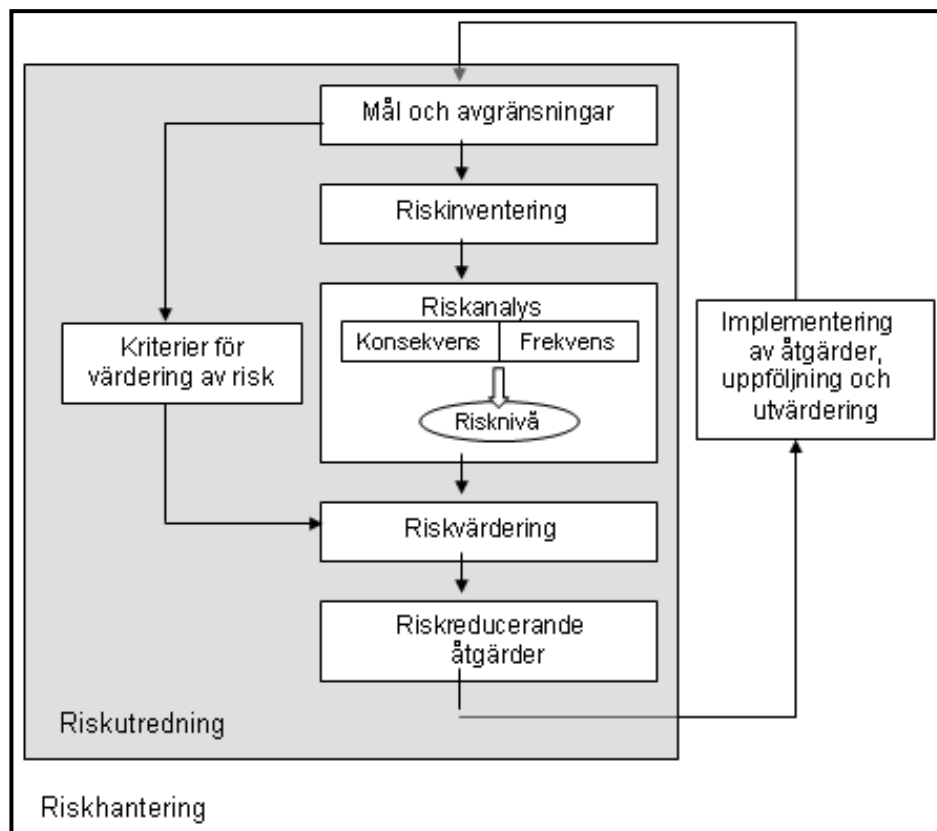 Mål och avgränsningar
Riskinventering
Riskanalys
Konsekvens
Frekvens
Risknivå
Kriterier för
värdering av risk
Implementering
av åtgärder,
uppföljning och
utvärdering
Riskvärdering
Riskreducerande
åtgärder
Riskutredning
Riskhantering